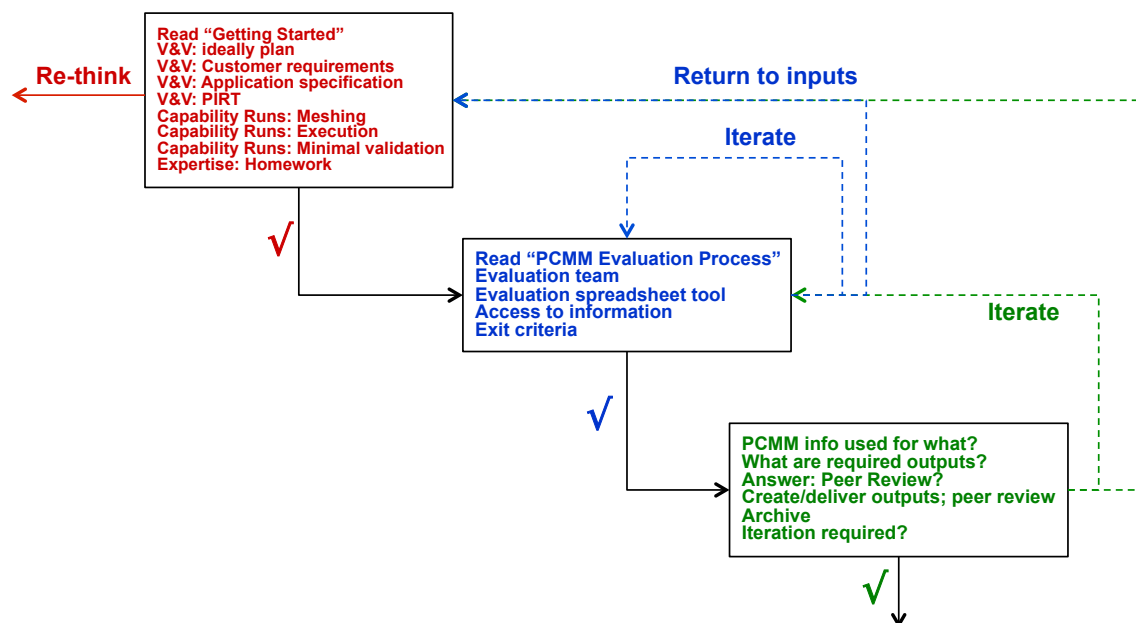 Read “Getting Started”
V&V: ideally plan
V&V: Customer requirements
V&V: Application specification
V&V: PIRT
Capability Runs: Meshing
Capability Runs: Execution
Capability Runs: Minimal validation
Expertise: Homework
Re-think
Return to inputs
Iterate
√
Read “PCMM Evaluation Process”
Evaluation team
Evaluation spreadsheet tool
Access to information
Exit criteria
Iterate
√
PCMM info used for what?
What are required outputs?
Answer: Peer Review?
Create/deliver outputs; peer review
Archive
Iteration required?
√